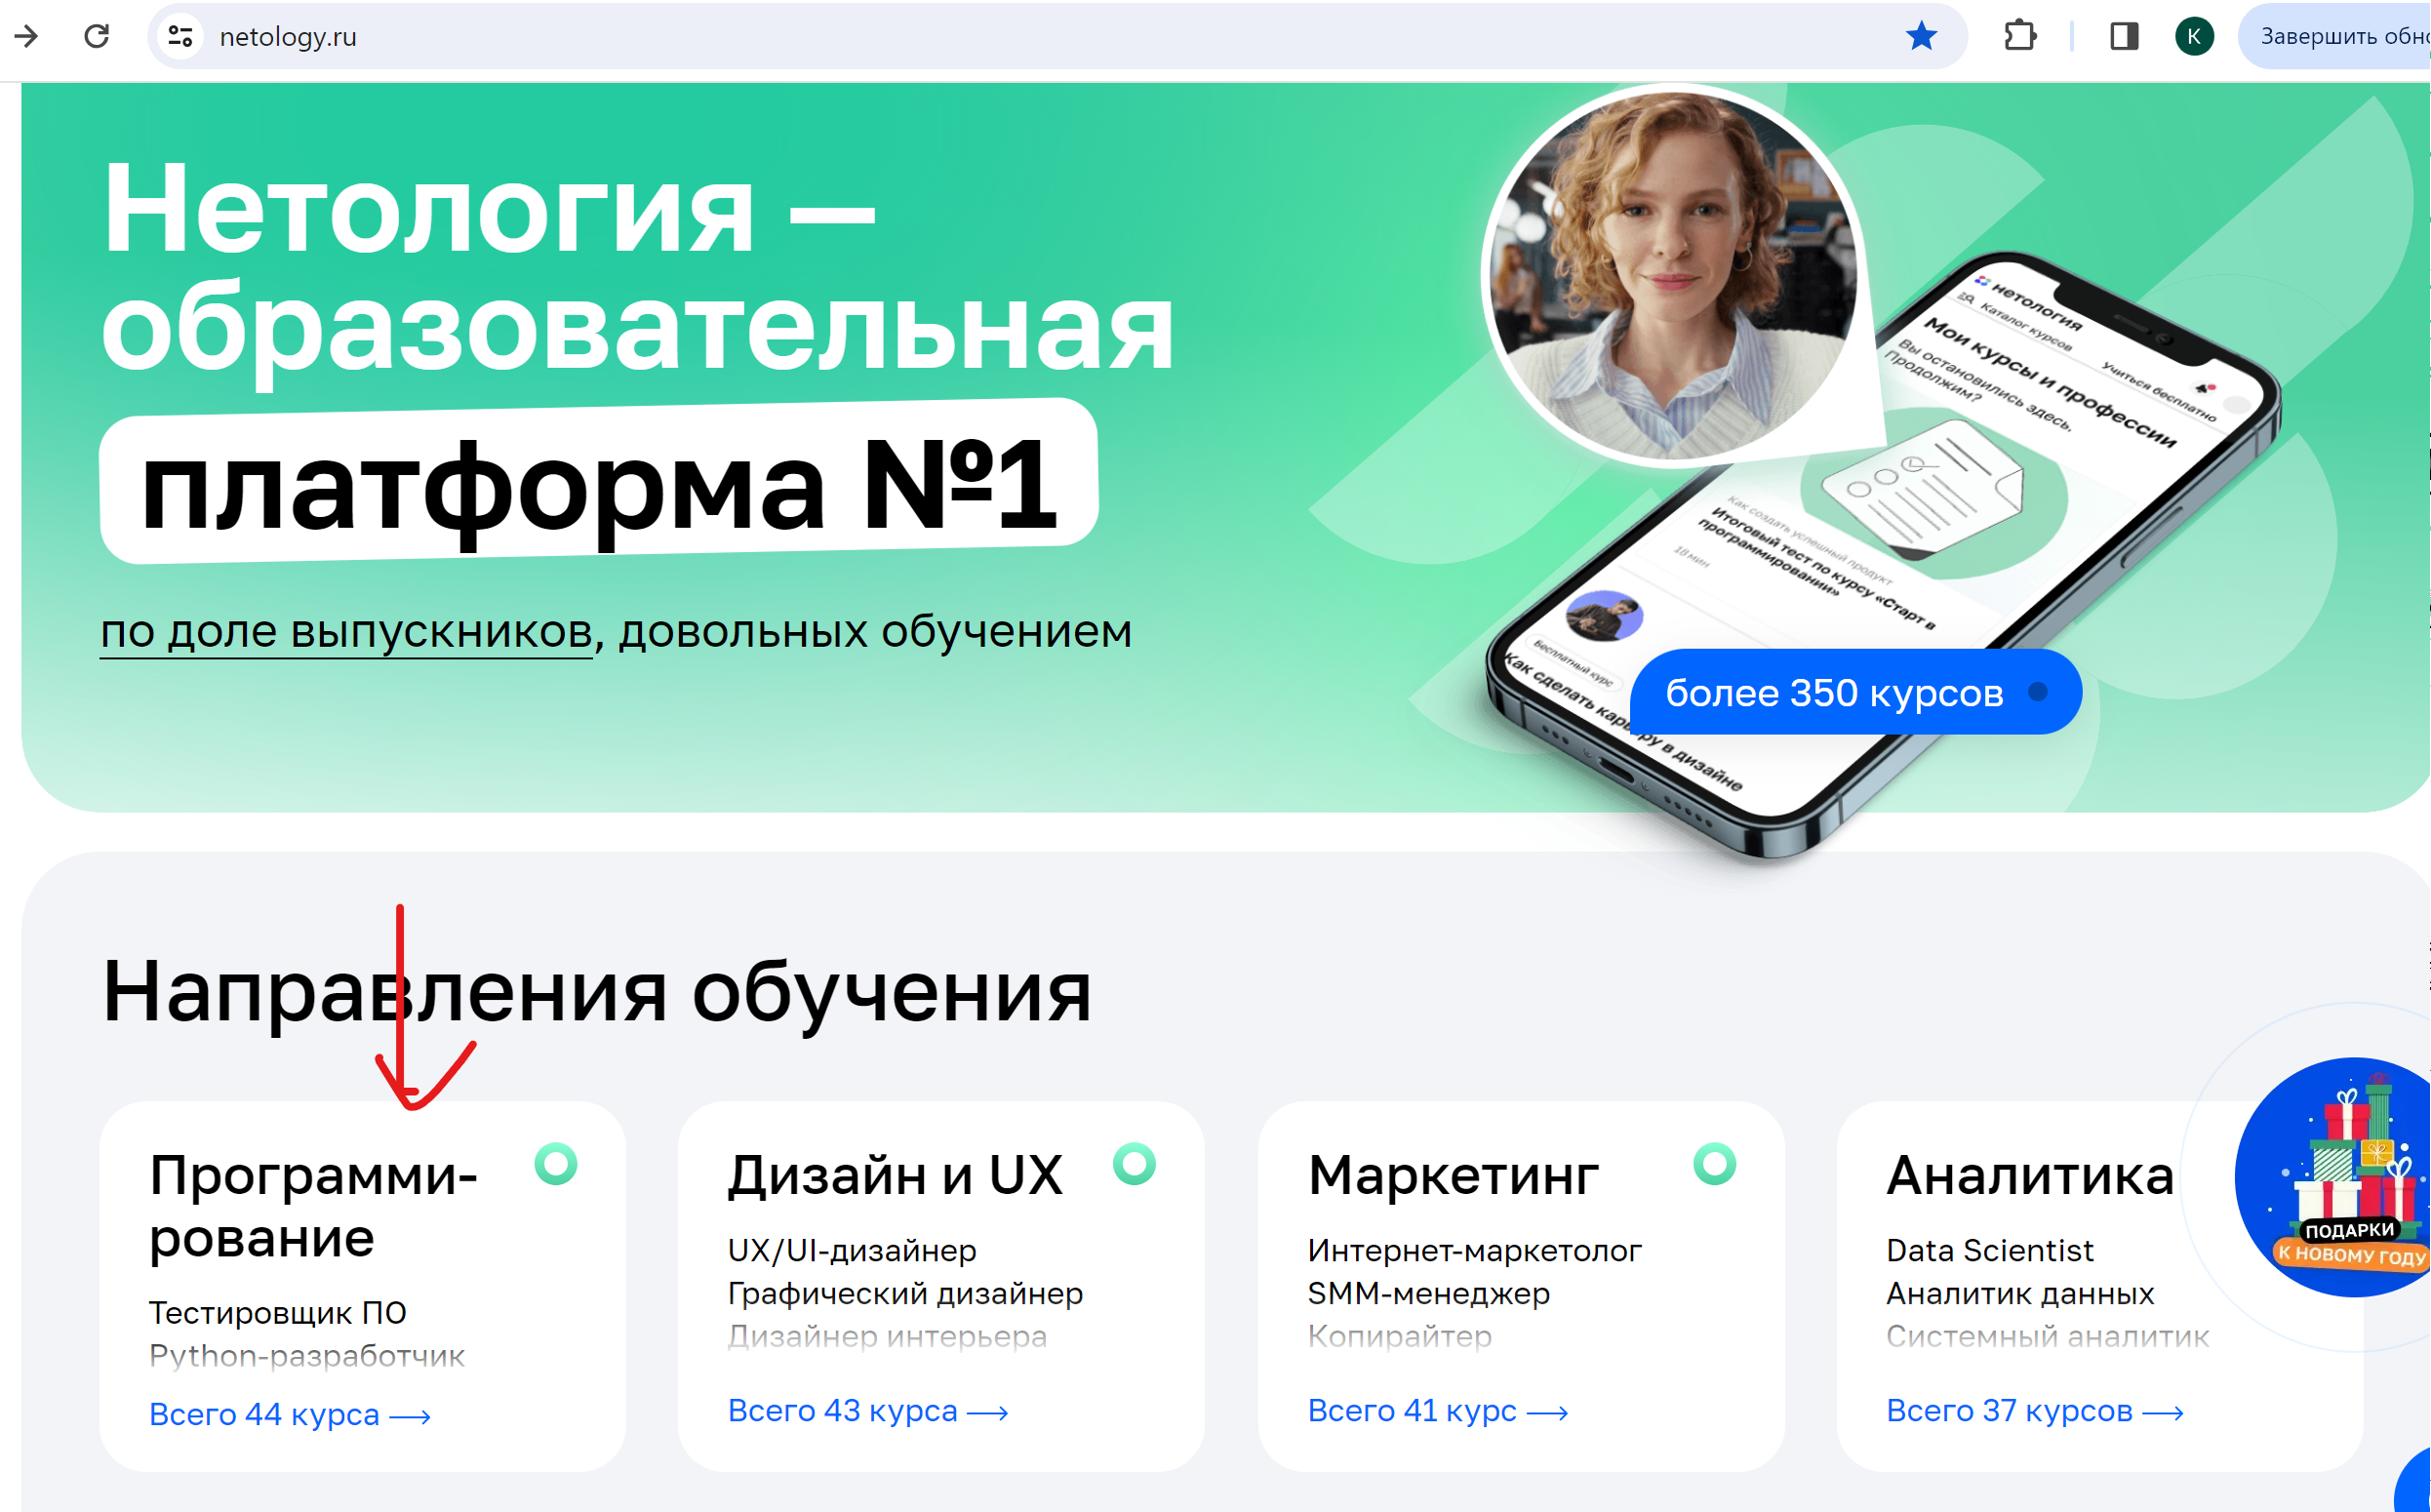 netology.ru
К
Завершить обно
Нетология —
образовательная
платформа №1
по доле выпускников, довольных обучением
нетология
Каталог курсов
Учиться бесплатно
Мои курсы и профессии
Вы остановились здесь.
Продолжим?
Как создать успешный продукт
Итоговый тест по курсу «Старт в
программировании»
18 мин
Бесплатный курс
Как сделать карьеру в дизайне
более 350 курсов
Направления обучения
Программи-
рование
Тестировщик ПО
Python-разработчик
Всего 44 курса
Дизайн и UX
UX/UI-дизайнер
Графический дизайнер
Дизайнер интерьера
Всего 43 курса
Маркетинг
Интернет-маркетолог
SMM-менеджер
Копирайтер
Всего 41 курс
Аналитика
Data Scientist
Аналитик данных
Системный аналитик
Всего 37 курсов
ПОДАРКИ
К НОВОМУ ГОДУ